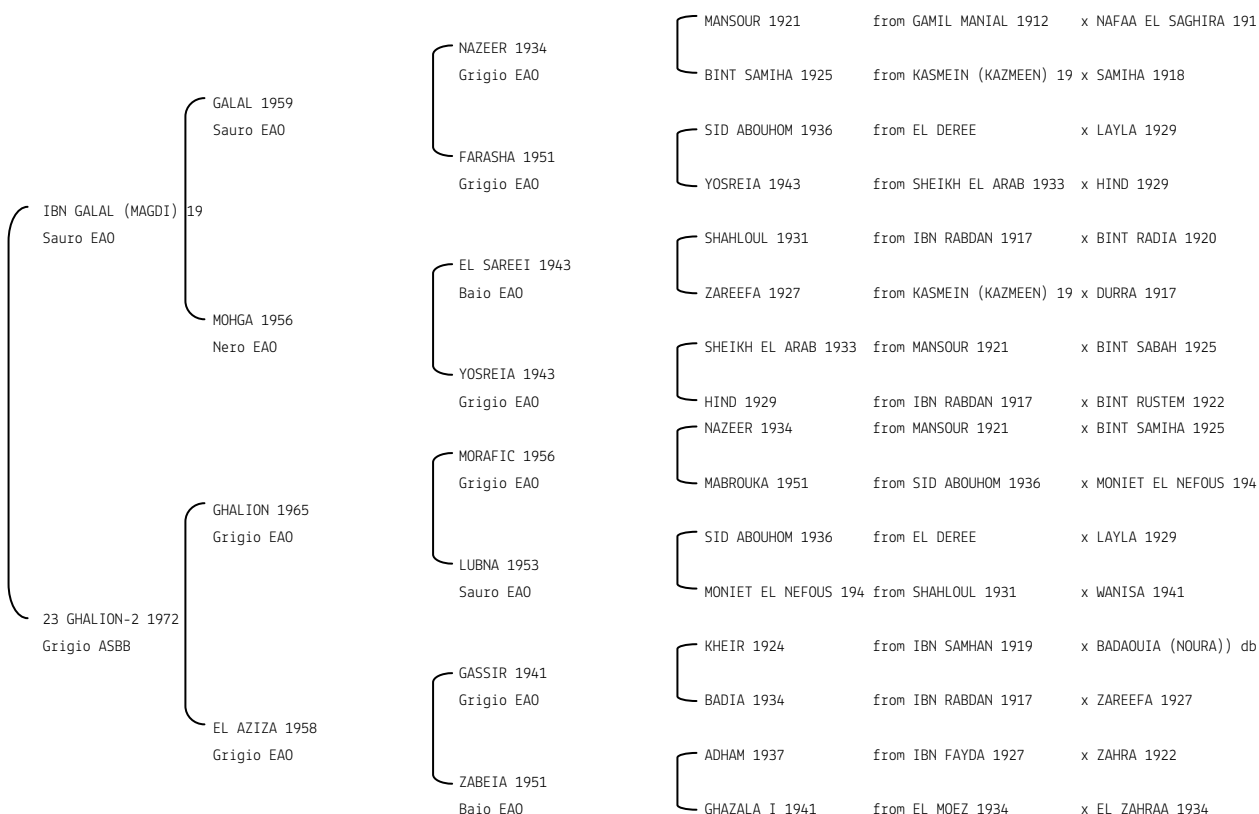 MANSOUR 1921 from GAMIL MANIAL 1912 x NAFAA EL SAGHIRA 191
NAZEER 1934
Grigio EAO BINT SAMIHA 1925 from KASMEIN (KAZMEEN) 19 x SAMIHA 1918
GALAL 1959
Sauro EAO SID ABOUHOM 1936 from EL DEREE x LAYLA 1929
FARASHA 1951
Grigio EAO YOSREIA 1943 from SHEIKH EL ARAB 1933 x HIND 1929
IBN GALAL (MAGDI) 19
Sauro EAO SHAHLOUL 1931 from IBN RABDAN 1917 x BINT RADIA 1920
EL SAREEI 1943
Baio EAO ZAREEFA 1927 from KASMEIN (KAZMEEN) 19 x DURRA 1917
MOHGA 1956
Nero EAO SHEIKH EL ARAB 1933 from MANSOUR 1921 x BINT SABAH 1925
YOSREIA 1943
Grigio EAO HIND 1929 from IBN RABDAN 1917 x BINT RUSTEM 1922
NAZEER 1934 from MANSOUR 1921 x BINT SAMIHA 1925
MORAFIC 1956
Grigio EAO MABROUKA 1951 from SID ABOUHOM 1936 x MONIET EL NEFOUS 194
GHALION 1965
Grigio EAO SID ABOUHOM 1936 from EL DEREE x LAYLA 1929
LUBNA 1953
Sauro EAO MONIET EL NEFOUS 194 from SHAHLOUL 1931 x WANISA 1941
23 GHALION-2 1972
Grigio ASBB KHEIR 1924 from IBN SAMHAN 1919 x BADAOUIA (NOURA)) db
GASSIR 1941
Grigio EAO BADIA 1934 from IBN RABDAN 1917 x ZAREEFA 1927
EL AZIZA 1958
Grigio EAO ADHAM 1937 from IBN FAYDA 1927 x ZAHRA 1922
ZABEIA 1951
Baio EAO GHAZALA I 1941 from EL MOEZ 1934 x EL ZAHRAA 1934